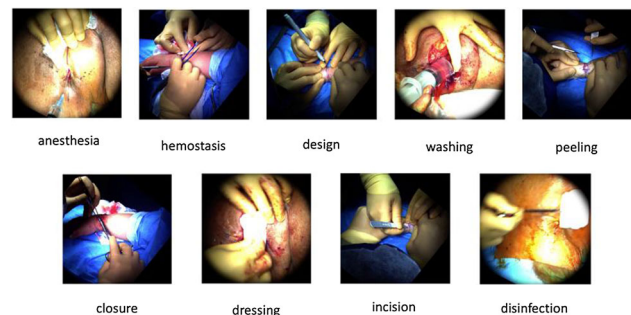 anesthesia
hemostasis
design
washing
peeling
closure
dressing
incision
disinfection